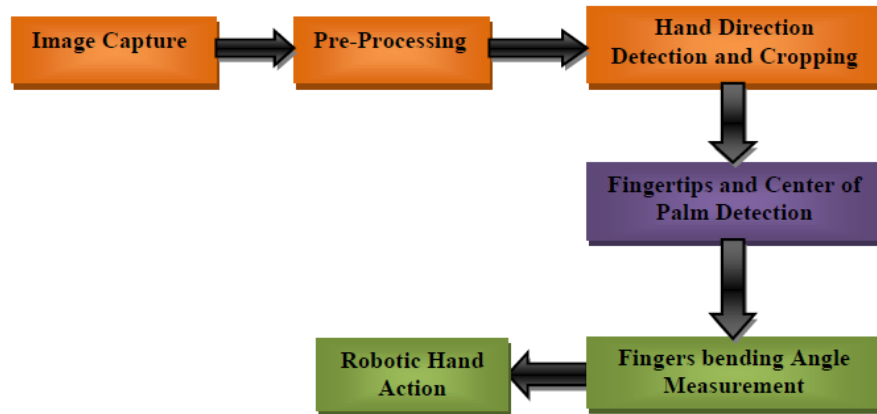 Image Capture
Pre-Processing
Hand Direction
Detection and Cropping
Fingertips and Center of
Palm Detection
Fingers bending Angle
Measurement
Robotic Hand
Action